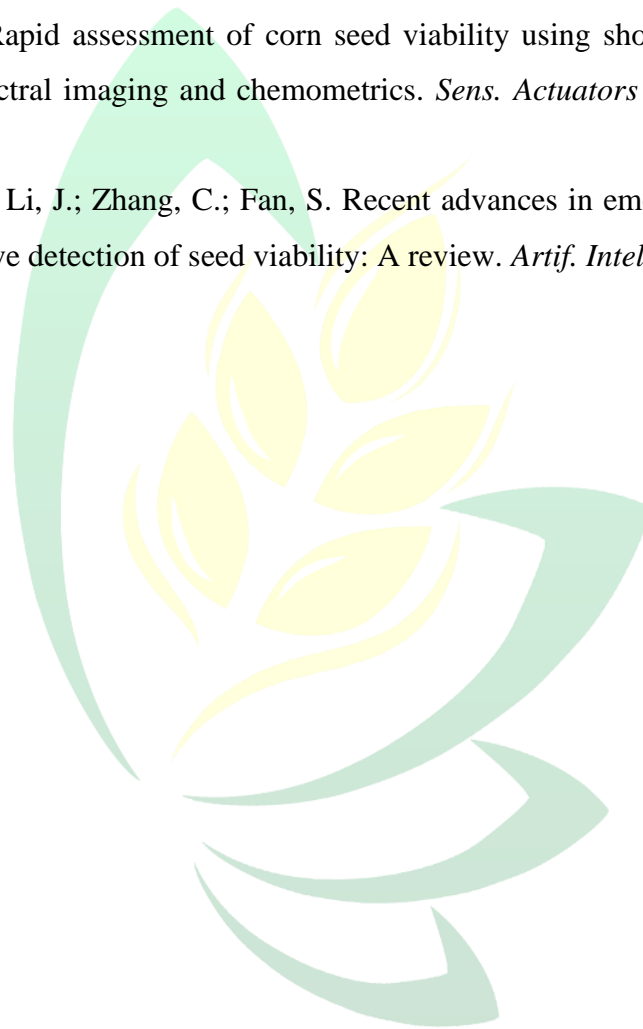 Rapid assessment of corn seed viability using sho
ctral imaging and chemometrics. Sens. Actuators
Li, J.; Zhang, C.; Fan, S. Recent advances in em
ve detection of seed viability: A review. Artif. Intel